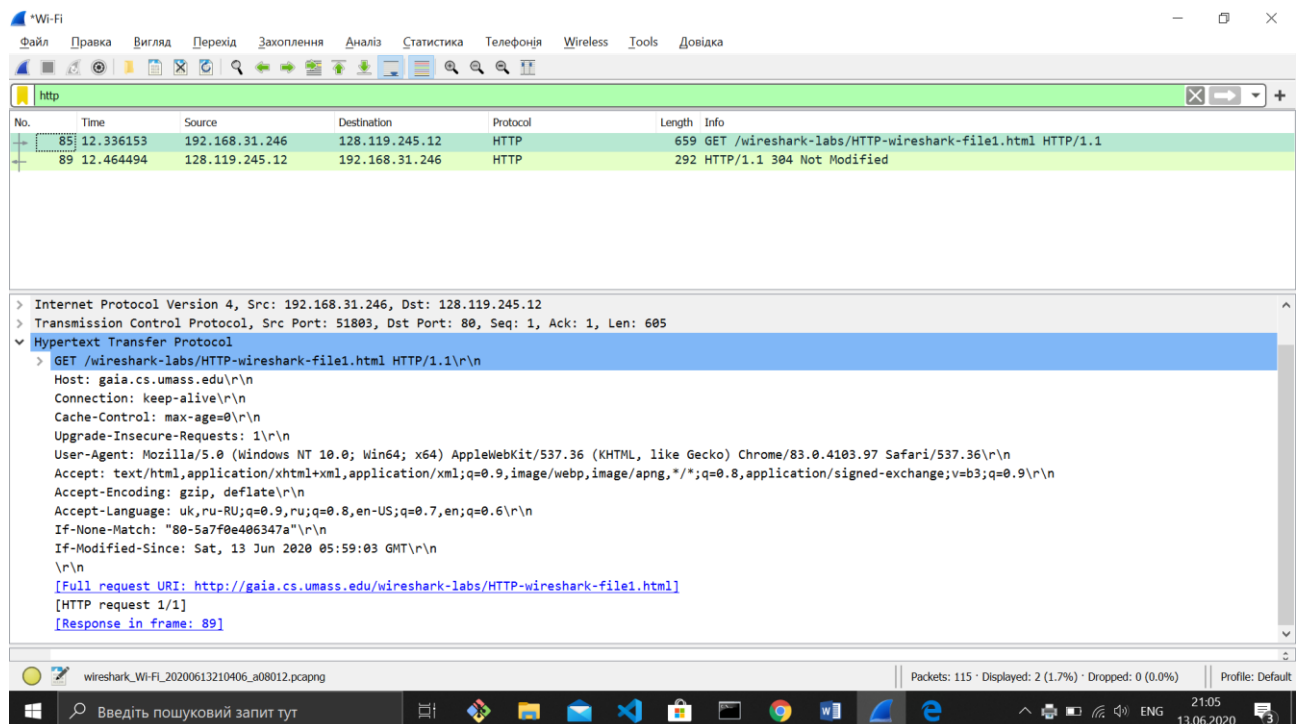 *Wi-Fi
Файл Правка Вигляд Перехід Захоплення Аналіз Статистика Телефонія Wireless Tools Довідка
http
No. Time Source Destination Protocol Length Info
85 12.336153 192.168.31.246 128.119.245.12 HTTP 659 GET /wireshark-labs/HTTP-wireshark-file1.html HTTP/1.1
89 12.464494 128.119.245.12 192.168.31.246 HTTP 292 HTTP/1.1 304 Not Modified
Internet Protocol Version 4, Src: 192.168.31.246, Dst: 128.119.245.12
Transmission Control Protocol, Src Port: 51803, Dst Port: 80, Seq: 1, Ack: 1, Len: 605
Hypertext Transfer Protocol
GET /wireshark-labs/HTTP-wireshark-file1.html HTTP/1.1\r\n
Host: gaia.cs.umass.edu\r\n
Connection: keep-alive\r\n
Cache-Control: max-age=0\r\n
Upgrade-Insecure-Requests: 1\r\n
User-Agent: Mozilla/5.0 (Windows NT 10.0; Win64; x64) AppleWebKit/537.36 (KHTML, like Gecko) Chrome/83.0.4103.97 Safari/537.36\r\n
Accept: text/html,application/xhtml+xml,application/xml;q=0.9,image/webp,image/apng,*/*;q=0.8,application/signed-exchange;v=b3;q=0.9\r\n
Accept-Encoding: gzip, deflate\r\n
Accept-Language: uk,ru-RU;q=0.9,ru;q=0.8,en-US;q=0.7,en;q=0.6\r\n
If-None-Match: "80-5a7f0e406347a"\r\n
If-Modified-Since: Sat, 13 Jun 2020 05:59:03 GMT\r\n
\r\n
[Full request URI: http://gaia.cs.umass.edu/wireshark-labs/HTTP-wireshark-file1.html]
[HTTP request 1/1]
[Response in frame: 89]
wireshark_Wi-Fi_20200613210406_a08012.pcapng Packets: 115 · Displayed: 2 (1.7%) · Dropped: 0 (0.0%) Profile: Default
Введіть пошуковий запит тут ENG 21:05
13.06.2020 3